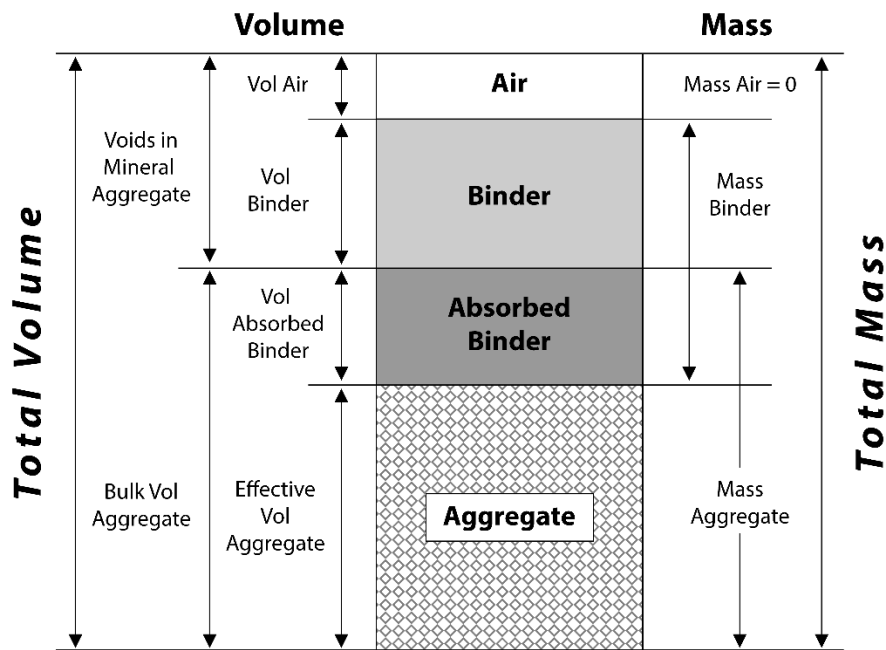 Volume
Mass
Vol Air
Air
Mass Air = 0
Voids in
Mineral
Aggregate
Vol
Binder
Binder
Mass
Binder
Total Volume
Total Mass
Vol
Absorbed
Binder
Absorbed
Binder
Bulk Vol
Aggregate
Effective
Vol
Aggregate
Aggregate
Mass
Aggregate